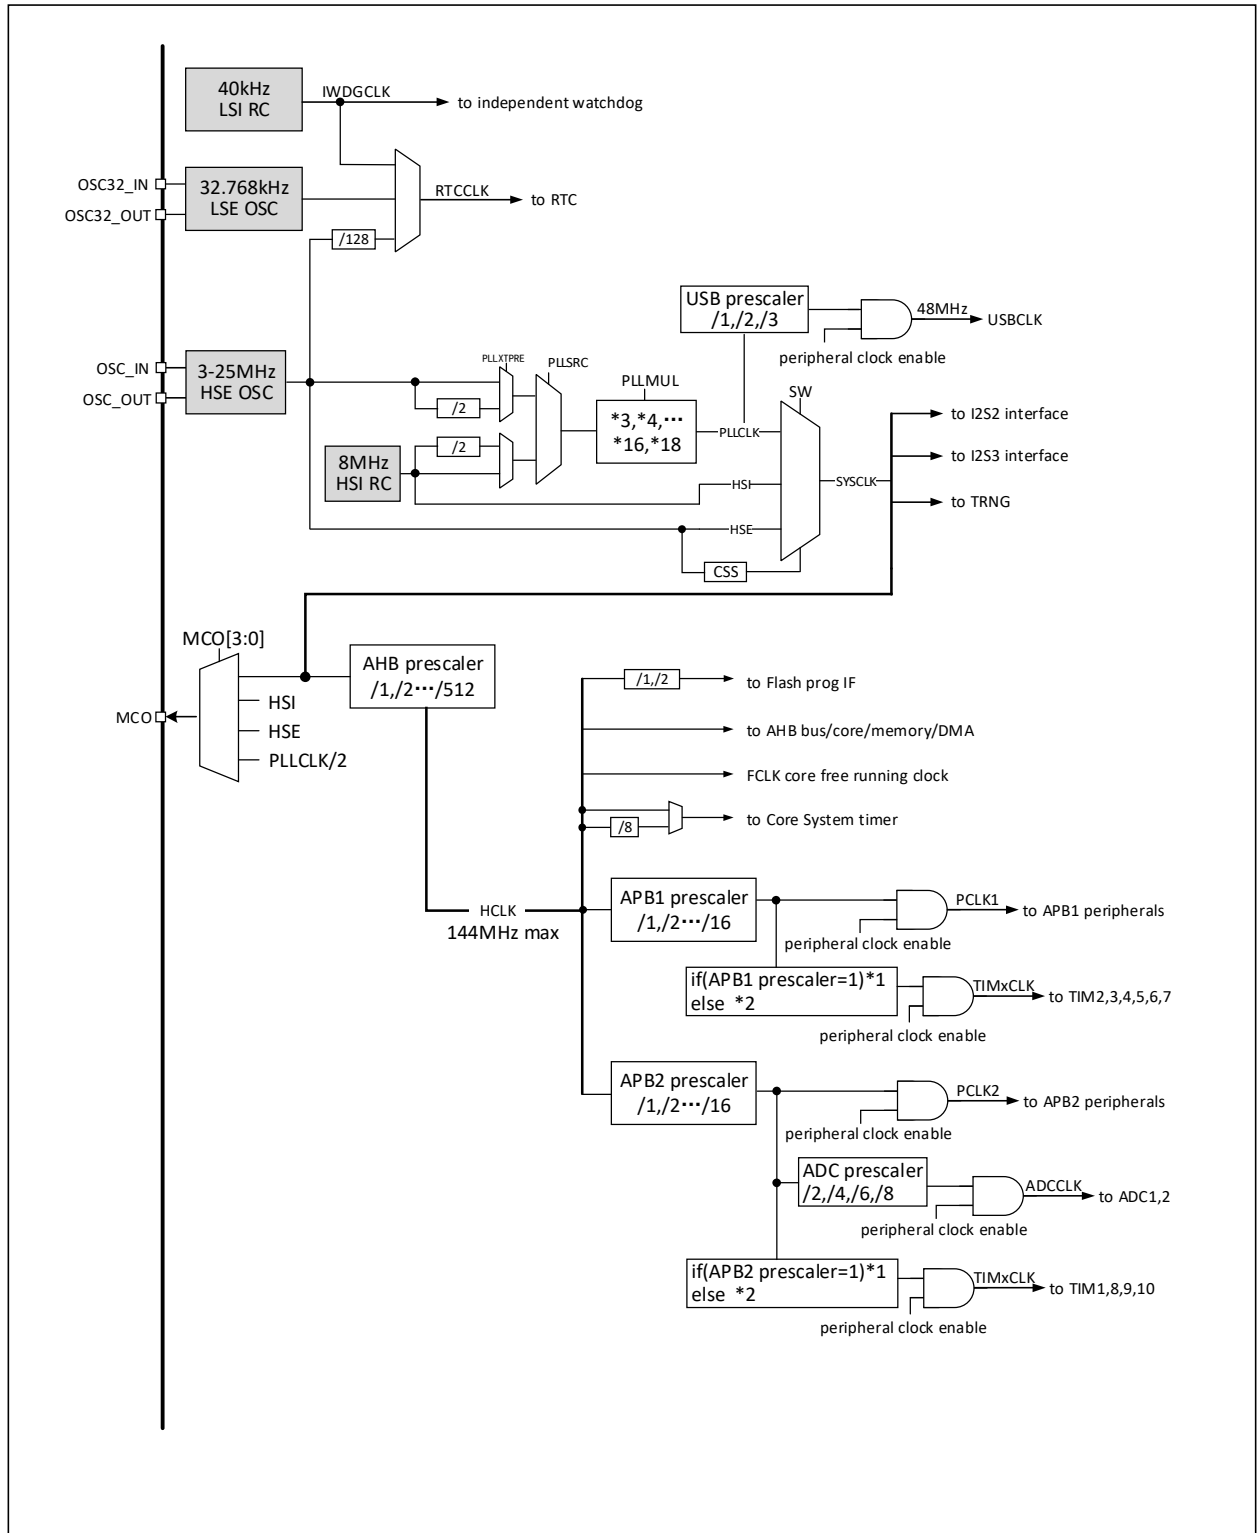 40kHz
LSI RC
IWDGCLK
to independent watchdog
OSC32_IN
OSC32_OUT
32.768kHz
LSE OSC
RTCCLK
to RTC
/128
USB prescaler
/1,/2,/3
48MHz
USBCLK
peripheral clock enable
OSC_IN
OSC_OUT
3-25MHz
HSE OSC
PLLXTPRE
PLLSRC
/2
PLLMUL
*3,*4,···
*16,*18
PLLCLK
SW
/2
8MHz
HSI RC
HSI
HSE
CSS
SYSCLK
to I2S2 interface
to I2S3 interface
to TRNG
MCO[3:0]
MCO
HSI
HSE
PLLCLK/2
AHB prescaler
/1,/2···/512
/1,/2
to Flash prog IF
to AHB bus/core/memory/DMA
FCLK core free running clock
/8
to Core System timer
HCLK
144MHz max
APB1 prescaler
/1,/2···/16
PCLK1
to APB1 peripherals
peripheral clock enable
if(APB1 prescaler=1)*1
else *2
TIMxCLK
to TIM2,3,4,5,6,7
peripheral clock enable
APB2 prescaler
/1,/2···/16
PCLK2
to APB2 peripherals
peripheral clock enable
ADC prescaler
/2,/4,/6,/8
ADCCLK
to ADC1,2
peripheral clock enable
if(APB2 prescaler=1)*1
else *2
TIMxCLK
to TIM1,8,9,10
peripheral clock enable